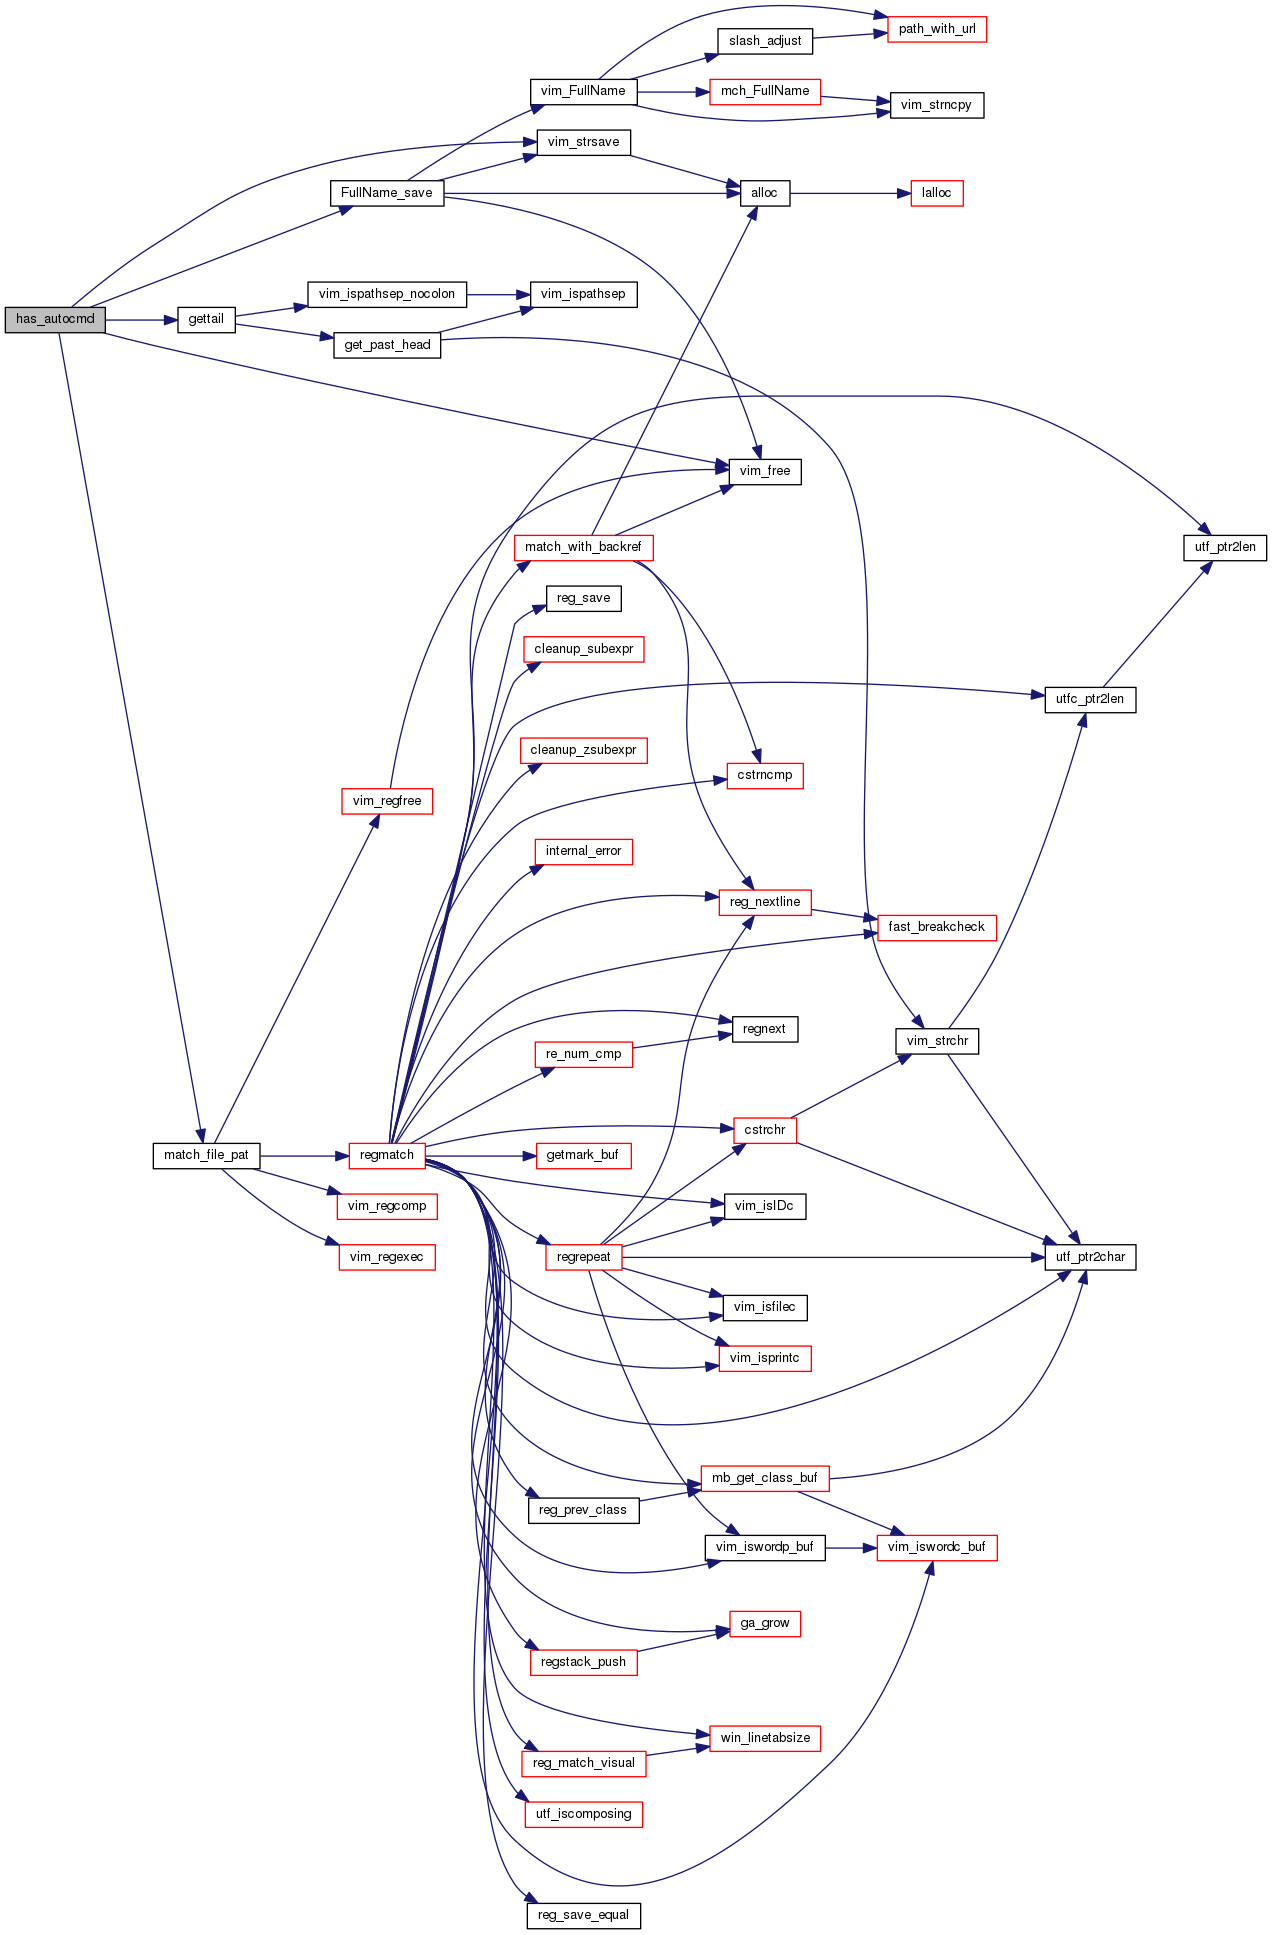 path_with_url
slash_adjust
vim_FullName
mch_FullName
vim_strncpy
vim_strsave
FullName_save
alloc
lalloc
vim_ispathsep_nocolon
vim_ispathsep
has_autocmd
gettail
get_past_head
vim_free
match_with_backref
utf_ptr2len
reg_save
cleanup_subexpr
utfc_ptr2len
cleanup_zsubexpr
cstrncmp
vim_regfree
internal_error
reg_nextline
fast_breakcheck
regnext
vim_strchr
re_num_cmp
cstrchr
match_file_pat
regmatch
getmark_buf
vim_regcomp
vim_isIDc
vim_regexec
regrepeat
utf_ptr2char
vim_isfilec
vim_isprintc
mb_get_class_buf
reg_prev_class
vim_iswordp_buf
vim_iswordc_buf
ga_grow
regstack_push
win_linetabsize
reg_match_visual
utf_iscomposing
reg_save_equal